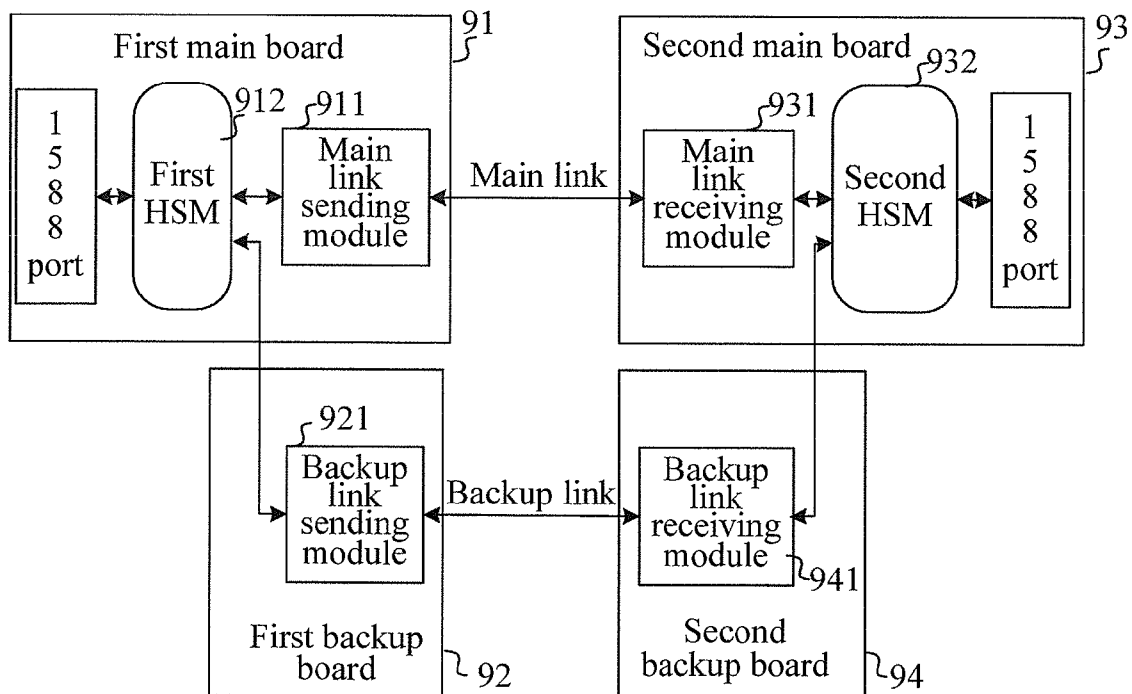 First main board
91
1
5
8
8
port
First
HSM
912
911
Main
link
sending
module
Main link
Second main board
93
931
Main
link
receiving
module
932
Second
HSM
1
5
8
8
port
921
Backup
link
sending
module
First backup
board
92
Backup link
Backup
link
receiving
module
941
Second
backup board
94